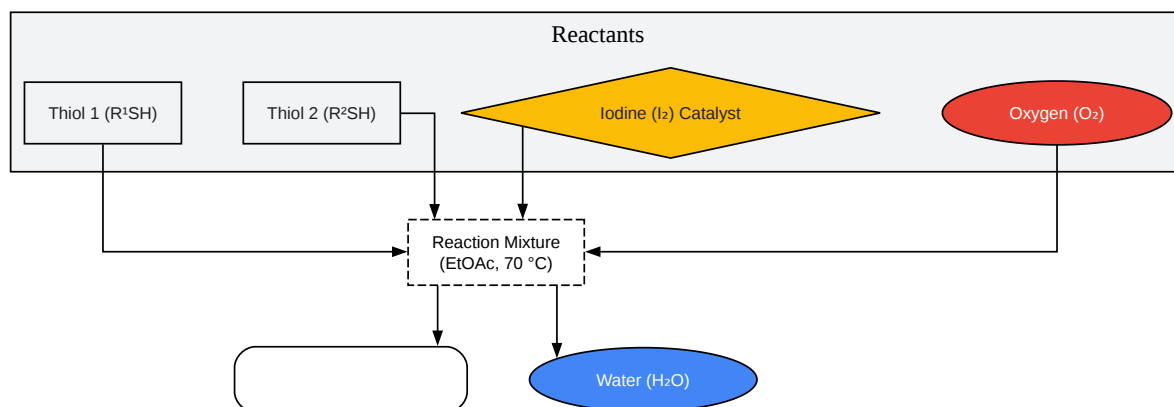 Reactants
Thiol 1 (R¹SH)
Thiol 2 (R²SH)
Iodine (I₂) Catalyst
Oxygen (O₂)
Reaction Mixture
(EtOAc, 70 °C)
Water (H₂O)